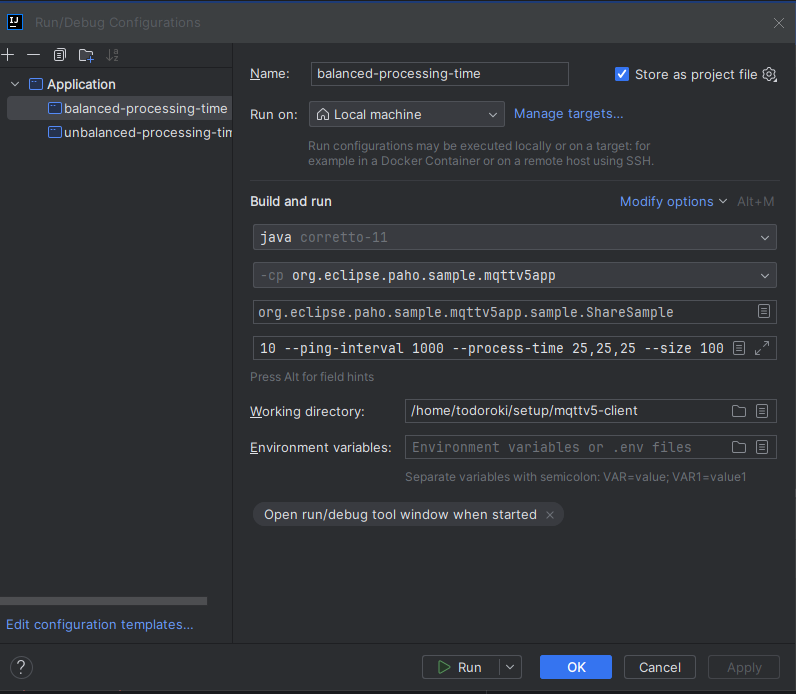 IJ
Run/Debug Configurations
Application
balanced-processing-time
unbalanced-processing-tim
Edit configuration templates...
Name: balanced-processing-time Store as project file
Run on: Local machine Manage targets...
Run configurations may be executed locally or on a target: for
example in a Docker Container or on a remote host using SSH.
Build and run Modify options Alt+M
java corretto-11
-cp org.eclipse.paho.sample.mqttv5app
org.eclipse.paho.sample.mqttv5app.sample.ShareSample
10 --ping-interval 1000 --process-time 25,25,25 --size 100
Press Alt for field hints
Working directory: /home/todoroki/setup/mqttv5-client
Environment variables: Environment variables or .env files
Separate variables with semicolon: VAR=value; VAR1=value1
Open run/debug tool window when started ×
? Run OK Cancel Apply